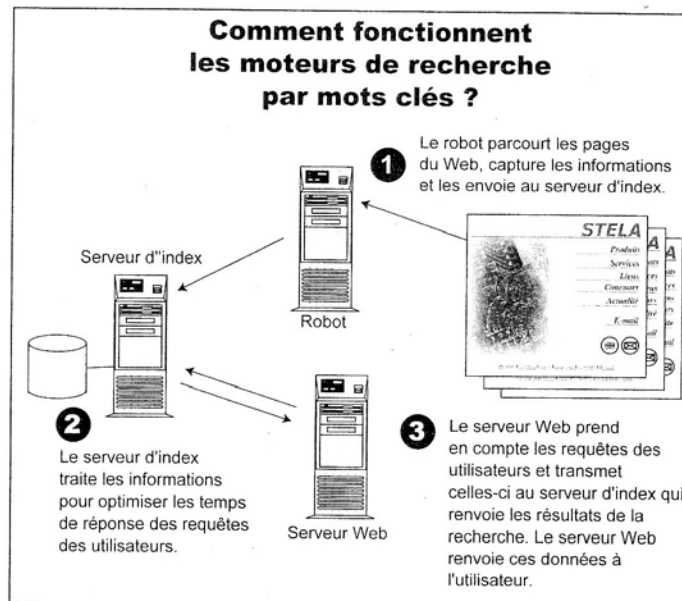 Comment fonctionnent
les moteurs de recherche
par mots clés ?
1
Le robot parcourt les pages
du Web, capture les informations
et les envoie au serveur d'index.
STELA
Produits
Services
Liens
Concours
Actualité
E-mail
Serveur d"index
Robot
2
Le serveur d'index
traite les informations
pour optimiser les temps
de réponse des requêtes
des utilisateurs.
Serveur Web
3
Le serveur Web prend
en compte les requêtes des
utilisateurs et transmet
celles-ci au serveur d'index qui
renvoie les résultats de la
recherche. Le serveur Web
renvoie ces données à
l'utilisateur.